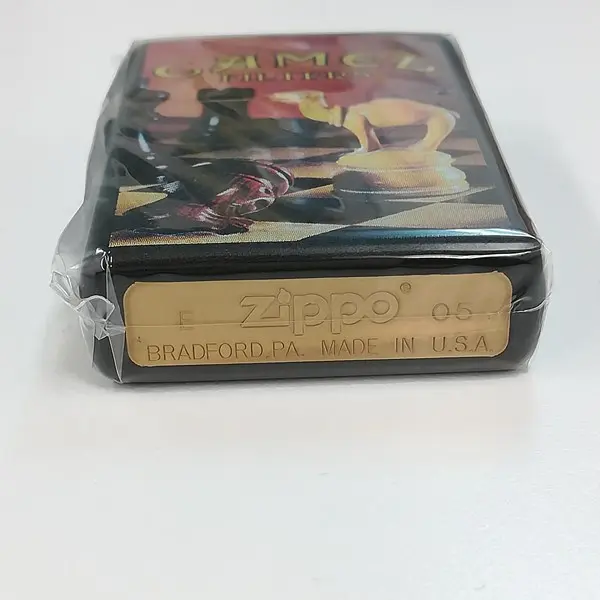 CAMEL
FILTERS
E zippo® 05
BRADFORD.PA. MADE IN U.S.A.